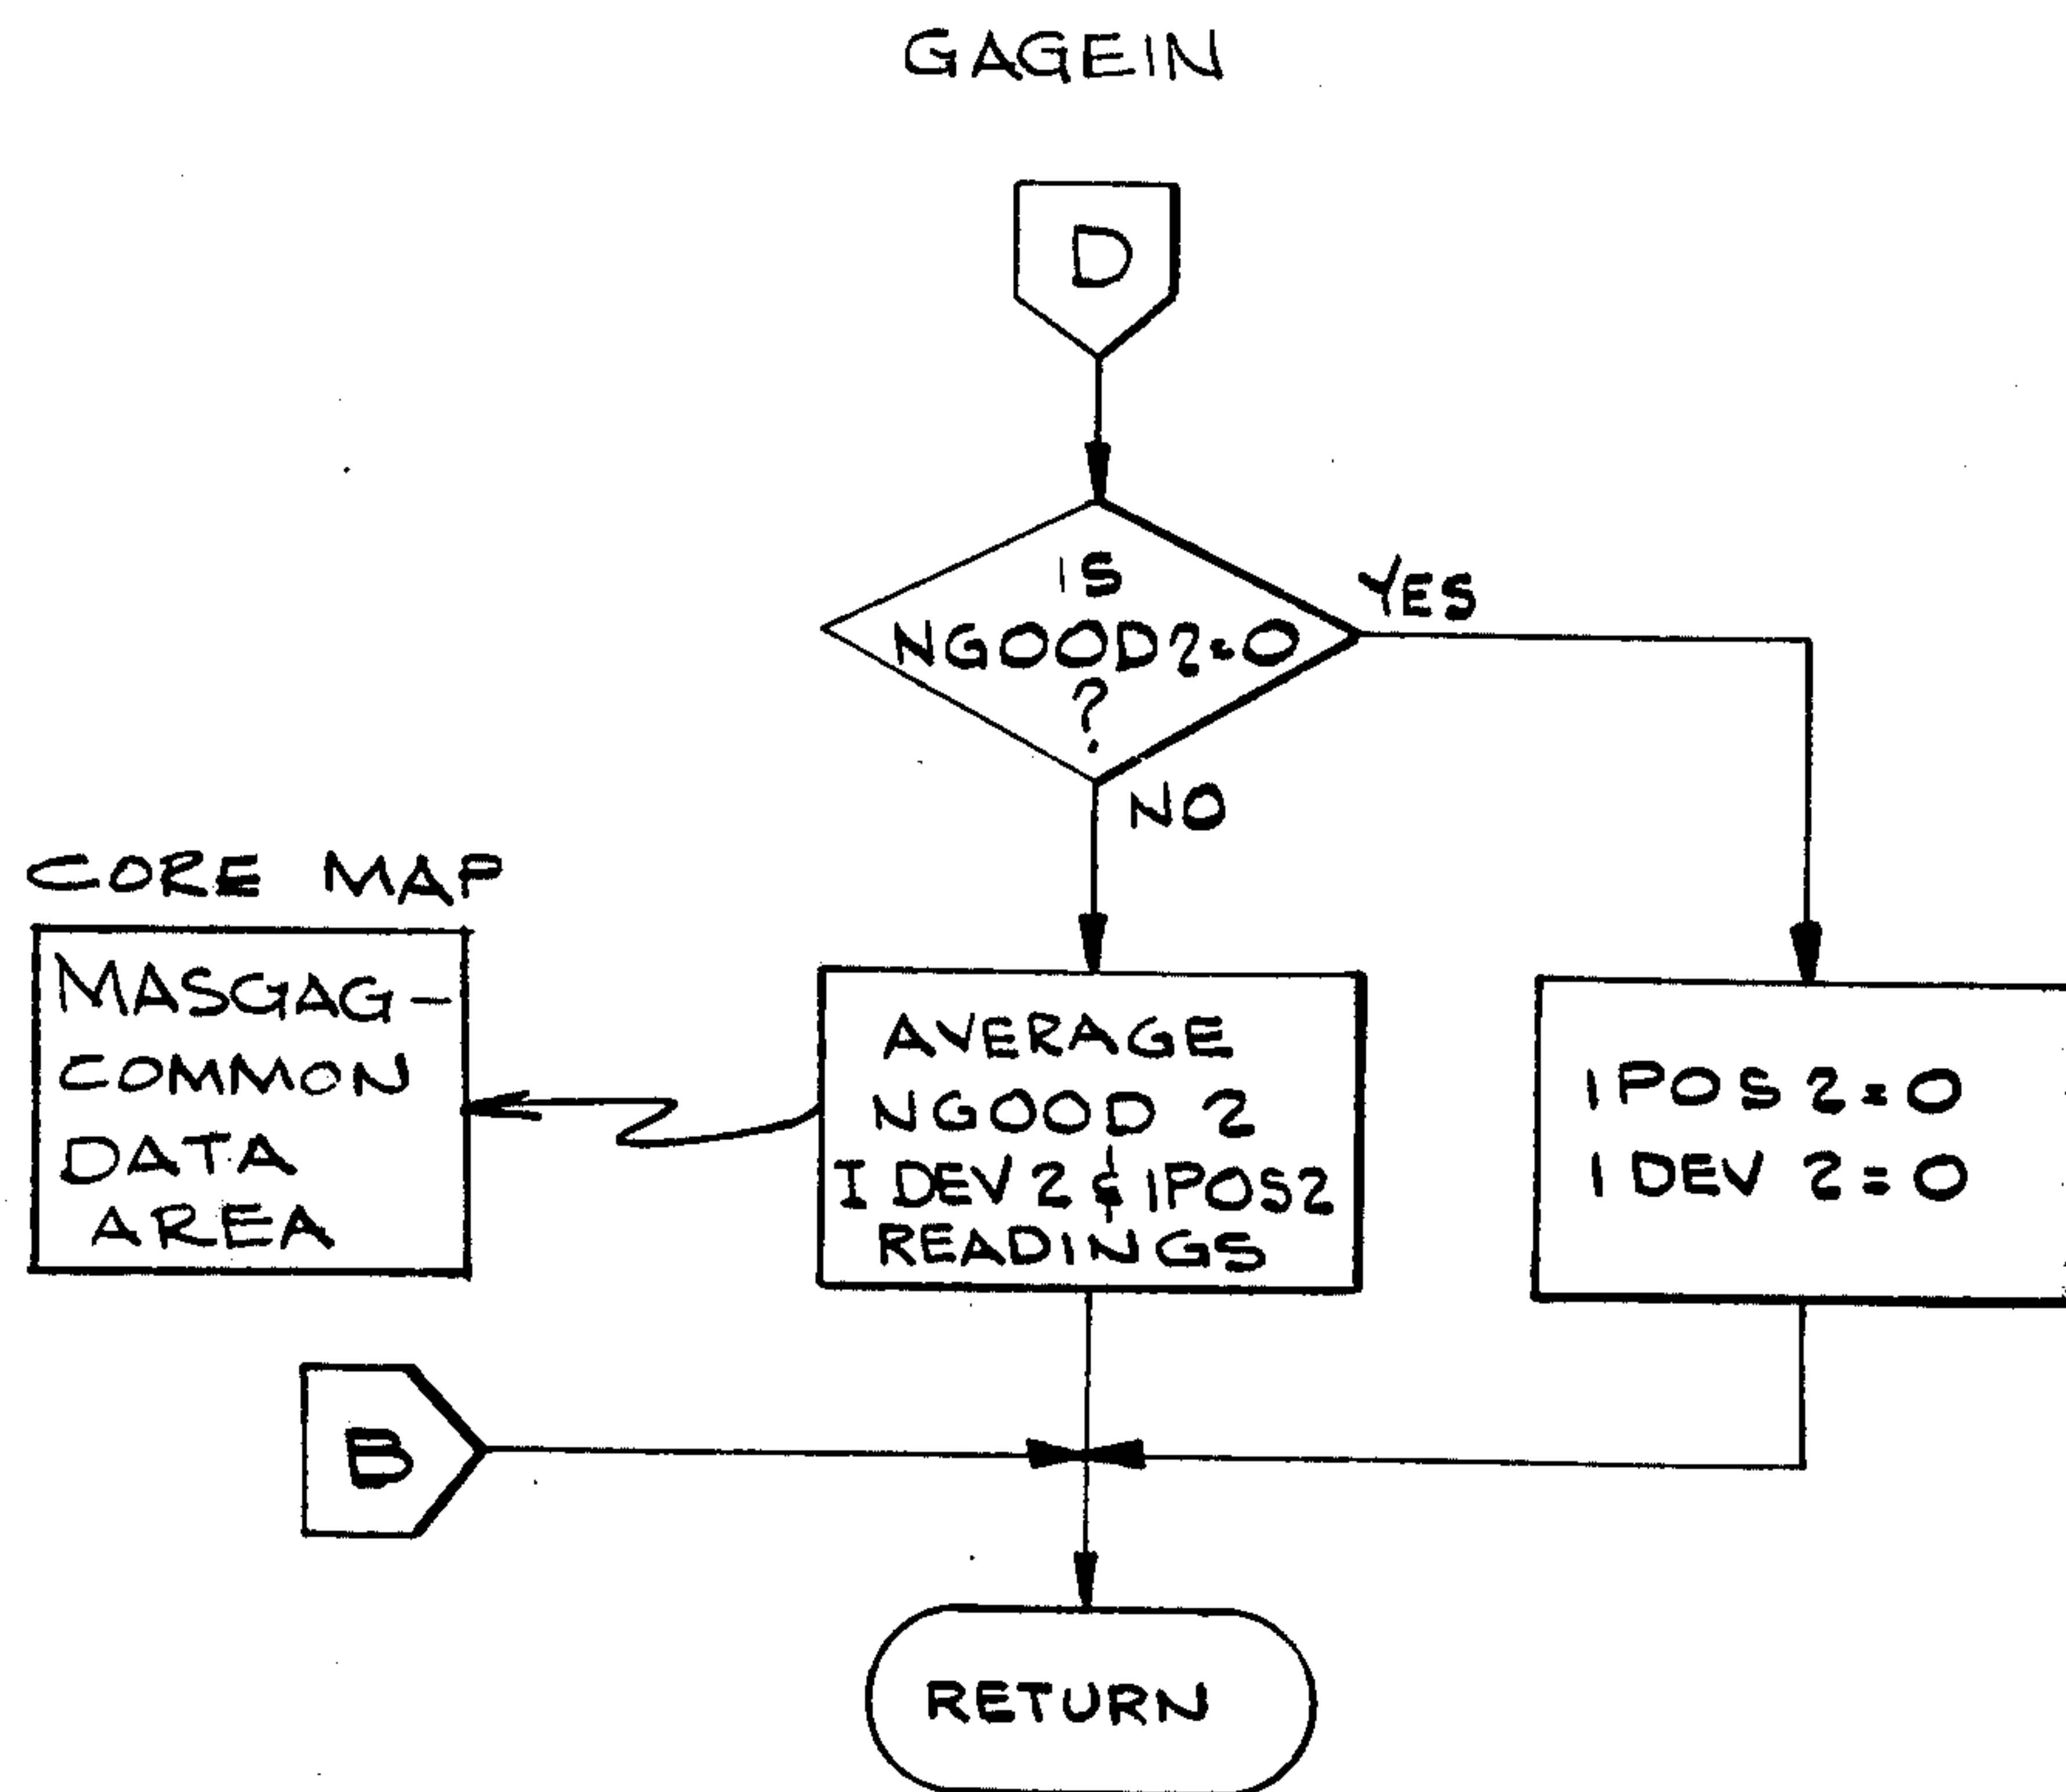 GAGEIN
D
IS
NGOOD2=0
?
YES
NO
CORE MAP
MASGAG-
COMMON
DATA
AREA
AVERAGE
NGOOD 2
I DEV 2 & IPOS2
READINGS
IPOS 2=0
IDEV 2=0
B
RETURN